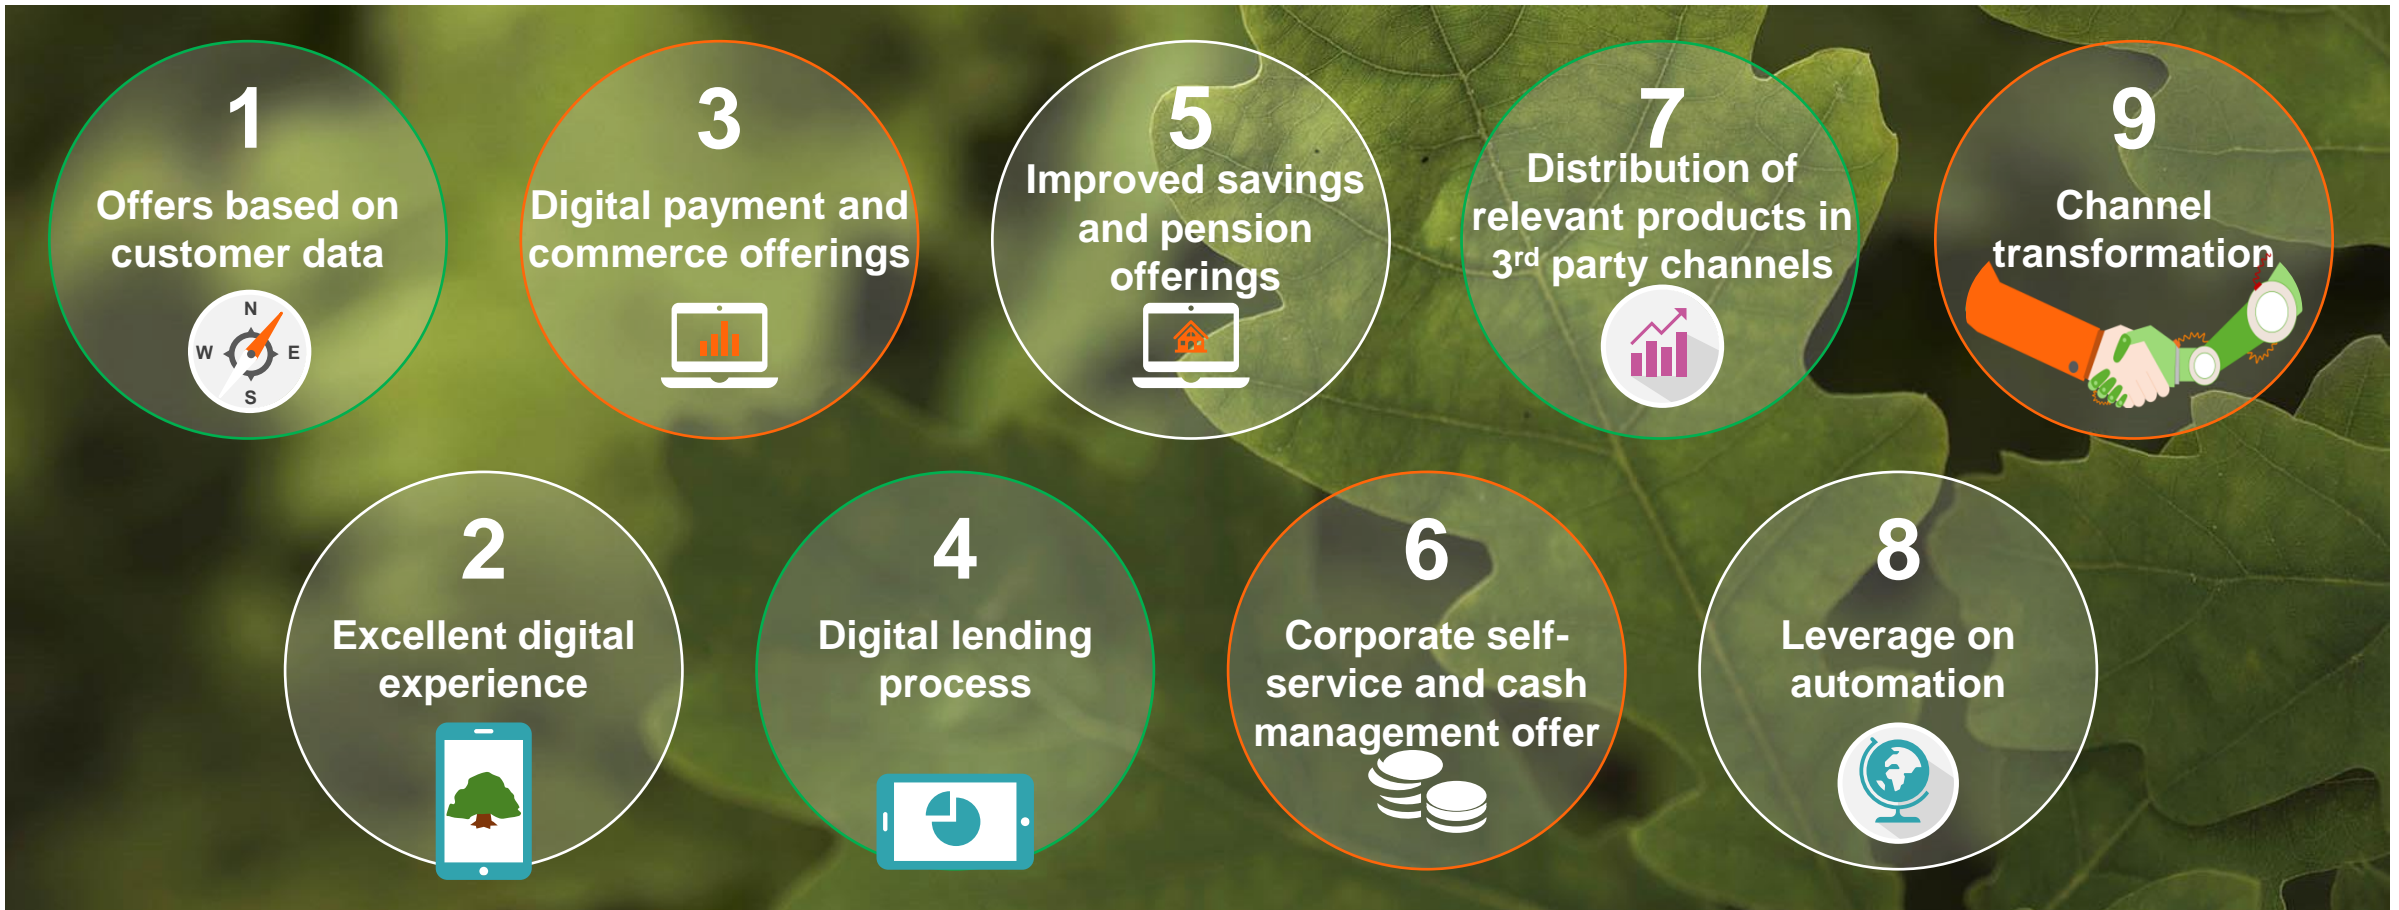 1
Offers based on
customer data
N
W E
S
2
Excellent digital
experience
3
Digital payment and
commerce offerings
4
Digital lending
process
5
Improved savings
and pension
offerings
6
Corporate self-
service and cash
management offer
7
Distribution of
relevant products in
3rd party channels
8
Leverage on
automation
9
Channel
transformation